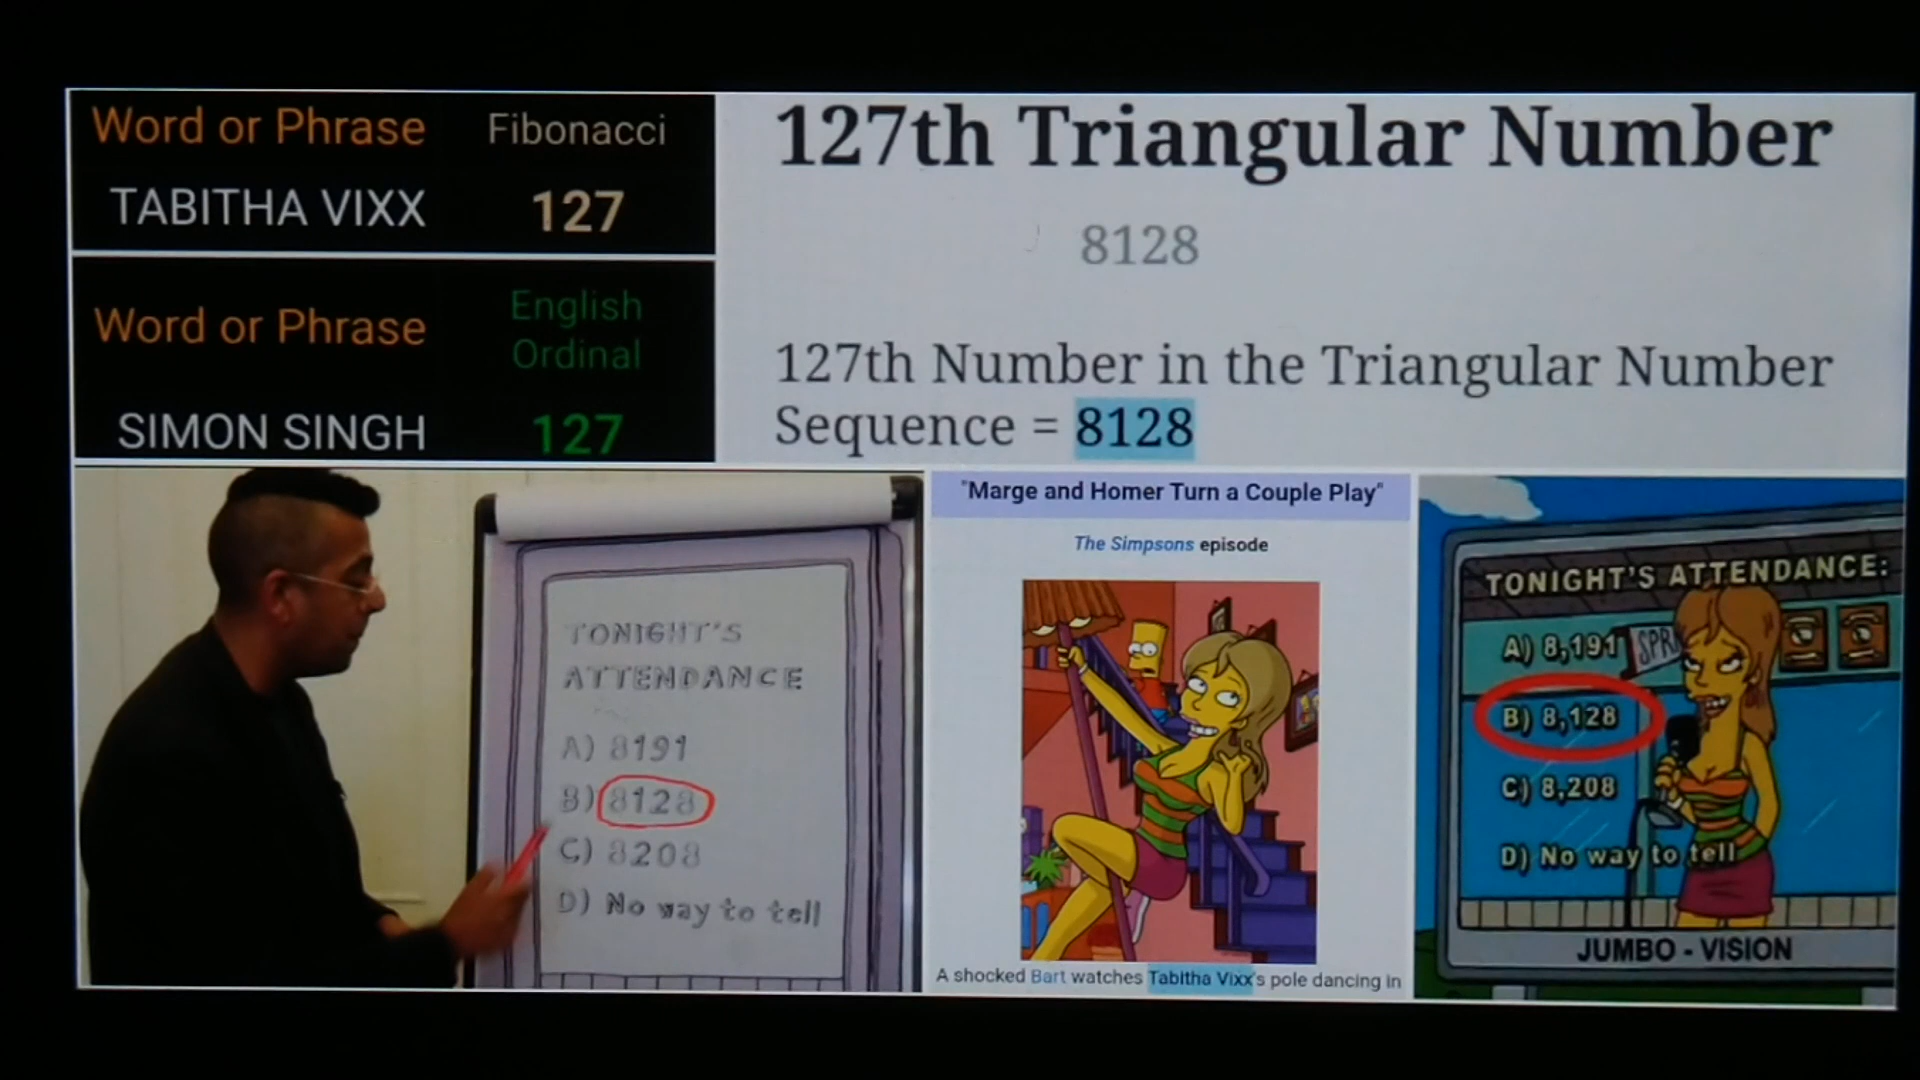 Word or Phrase Fibonacci
TABITHA VIXX 127
Word or Phrase English Ordinal
SIMON SINGH 127
127th Triangular Number
8128
127th Number in the Triangular Number
Sequence = 8128
TONIGHT'S
ATTENDANCE
A) 8191
B) 8128
C) 8208
D) No way to tell
"Marge and Homer Turn a Couple Play"
The Simpsons episode
A shocked Bart watches Tabitha Vixx's pole dancing in
TONIGHT'S ATTENDANCE:
A) 8,191
SPR
B) 8,128
C) 8,208
D) No way to tell
JUMBO - VISION